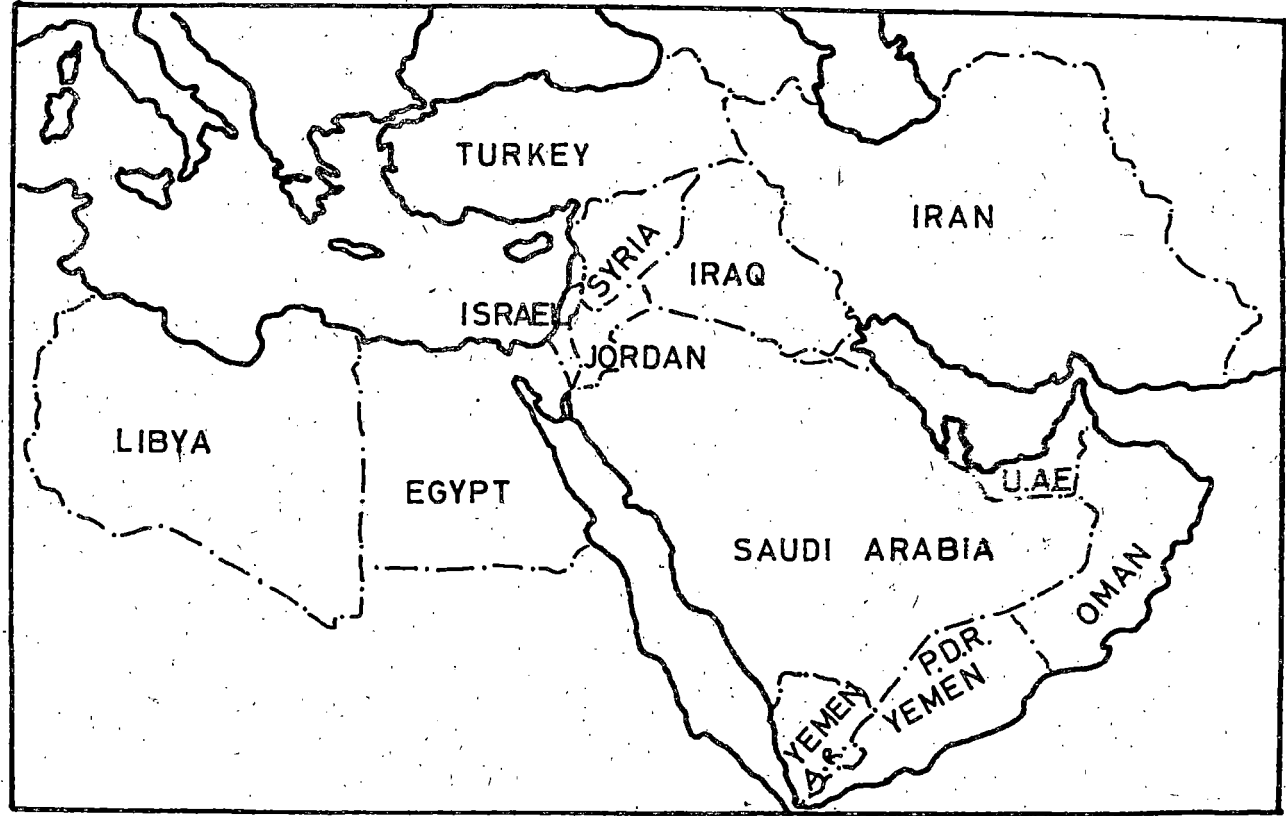 TURKEY
IRAN
SYRIA
IRAQ
ISRAEL
JORDAN
LIBYA
EGYPT
U.A.E
SAUDI ARABIA
OMAN
P.D.R.
YEMEN
YEMEN
A.R.